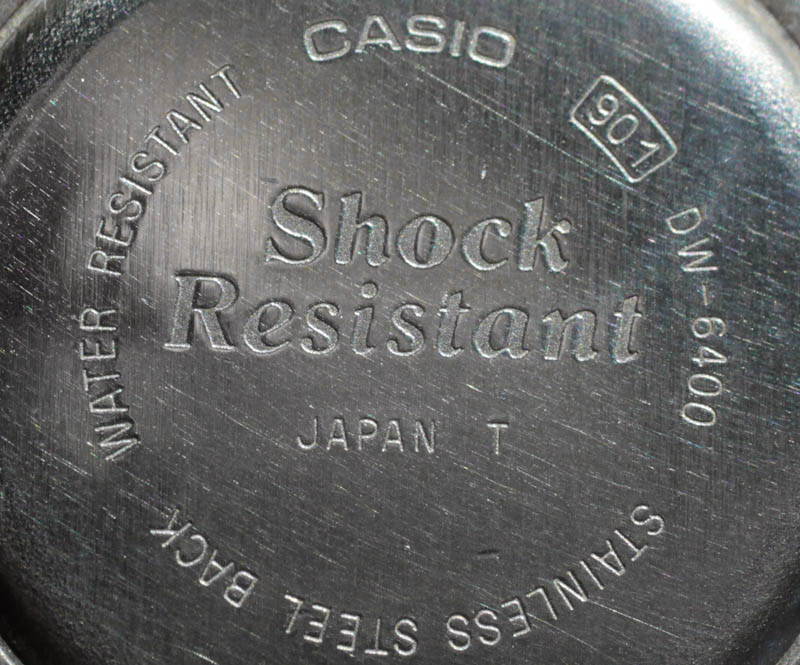 CASIO
901
DW-6400
STAINLESS STEEL BACK
WATER RESISTANT
Shock
Resistant
JAPAN T